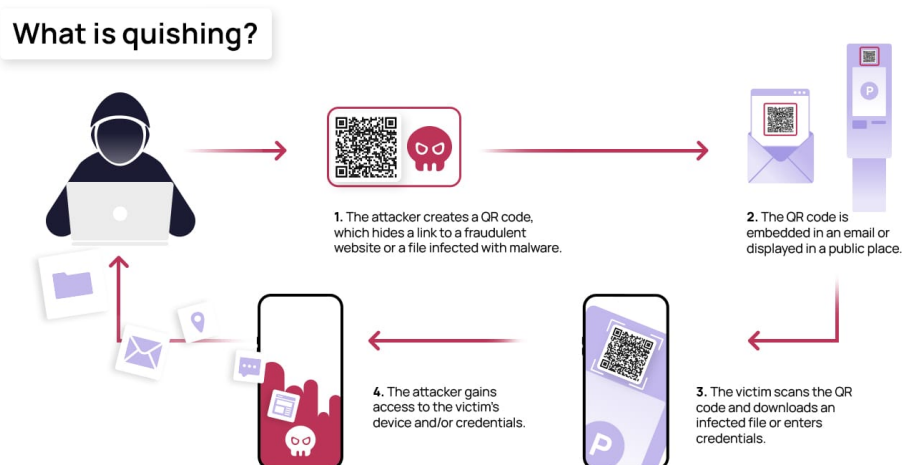 What is quishing?
P
1. The attacker creates a QR code,
which hides a link to a fraudulent
website or a file infected with malware.
2. The QR code is
embedded in an email or
displayed in a public place.
3. The victim scans the QR
code and downloads an
infected file or enters
credentials.
P
4. The attacker gains
access to the victim's
device and/or credentials.